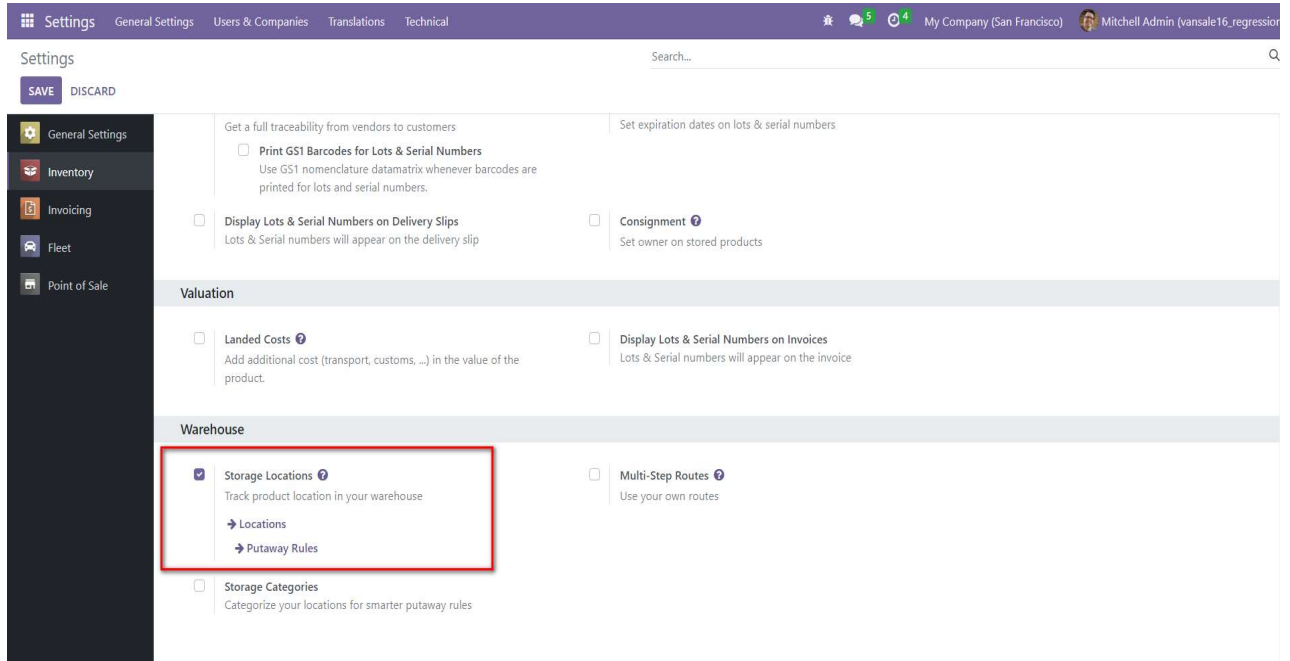 Settings General Settings Users & Companies Translations Technical 5 4 My Company (San Francisco) Mitchell Admin (vansale16_regression
Settings Search...
SAVE DISCARD
General Settings
Inventory
Invoicing
Fleet
Point of Sale
Get a full traceability from vendors to customers
Set expiration dates on lots & serial numbers
Print GS1 Barcodes for Lots & Serial Numbers
Use GS1 nomenclature datamatrix whenever barcodes are
printed for lots and serial numbers.
Display Lots & Serial Numbers on Delivery Slips
Lots & Serial numbers will appear on the delivery slip
Consignment
Set owner on stored products
Valuation
Landed Costs
Add additional cost (transport, customs, ...) in the value of the
product.
Display Lots & Serial Numbers on Invoices
Lots & Serial numbers will appear on the invoice
Warehouse
Storage Locations
Track product location in your warehouse
Locations
Putaway Rules
Multi-Step Routes
Use your own routes
Storage Categories
Categorize your locations for smarter putaway rules